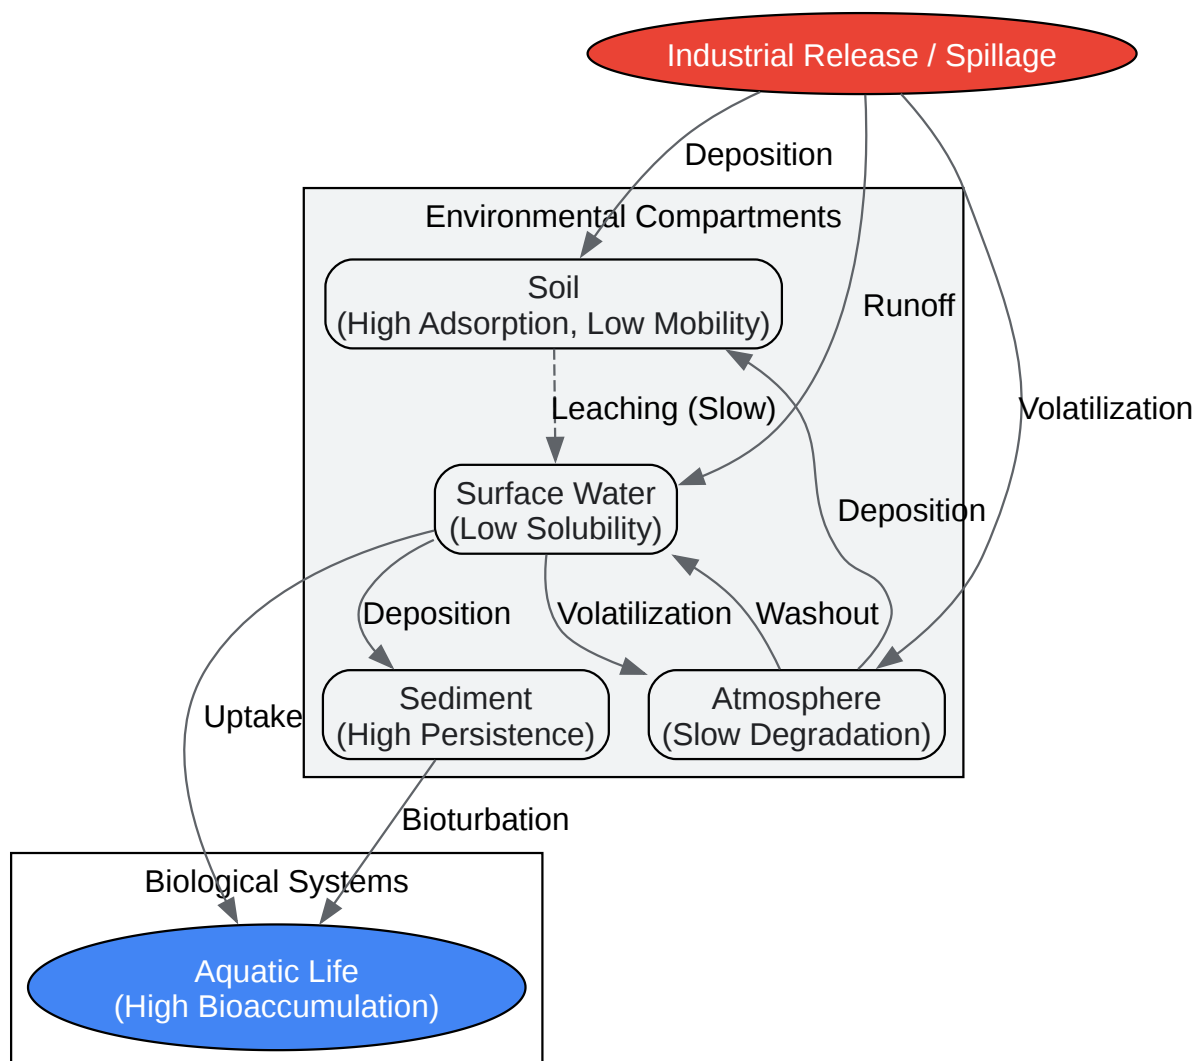 Industrial Release / Spillage
Deposition
Environmental Compartments
Soil
(High Adsorption, Low Mobility)
Runoff
Leaching (Slow)
Volatilization
Surface Water
(Low Solubility)
Deposition
Deposition
Volatilization
Washout
Sediment
(High Persistence)
Atmosphere
(Slow Degradation)
Uptake
Bioturbation
Biological Systems
Aquatic Life
(High Bioaccumulation)